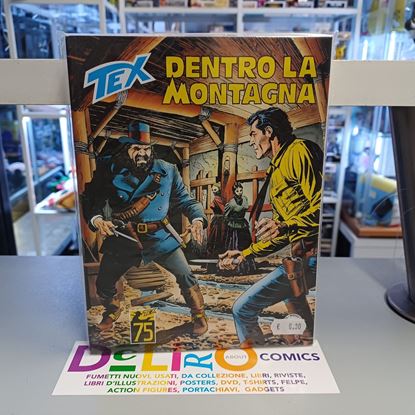 TEX
DENTRO LA
MONTAGNA
75
DeLiRO ABOUT COMICS
FUMETTI NUOVI, USATI, DA COLLEZIONE, LIBRI, RIVISTE,
LIBRI D'ILLUSTRAZIONI, POSTERS, DVD, T-SHIRTS, FELPE,
ACTION FIGURES, PORTACHIAVI, GADGETS